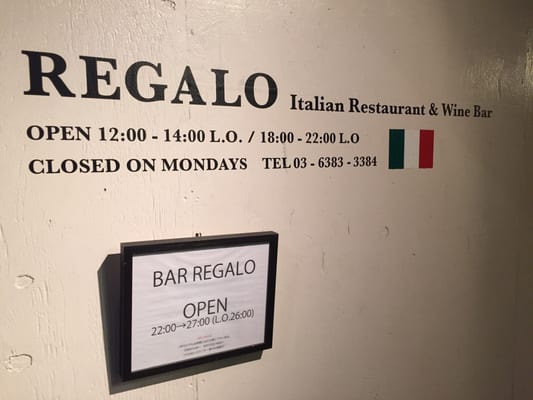 REGALO Italian Restaurant & Wine Bar
OPEN 12:00 - 14:00 L.O. / 18:00 - 22:00 L.O
CLOSED ON MONDAYS TEL 03 - 6383 - 3384
BAR REGALO
OPEN
22:00→27:00 (L.O.26:00)